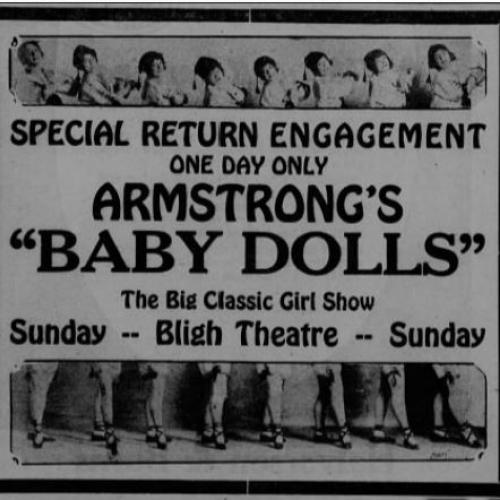 SPECIAL RETURN ENGAGEMENT
ONE DAY ONLY
ARMSTRONG'S
"BABY DOLLS"
The Big Classic Girl Show
Sunday -- Bligh Theatre -- Sunday